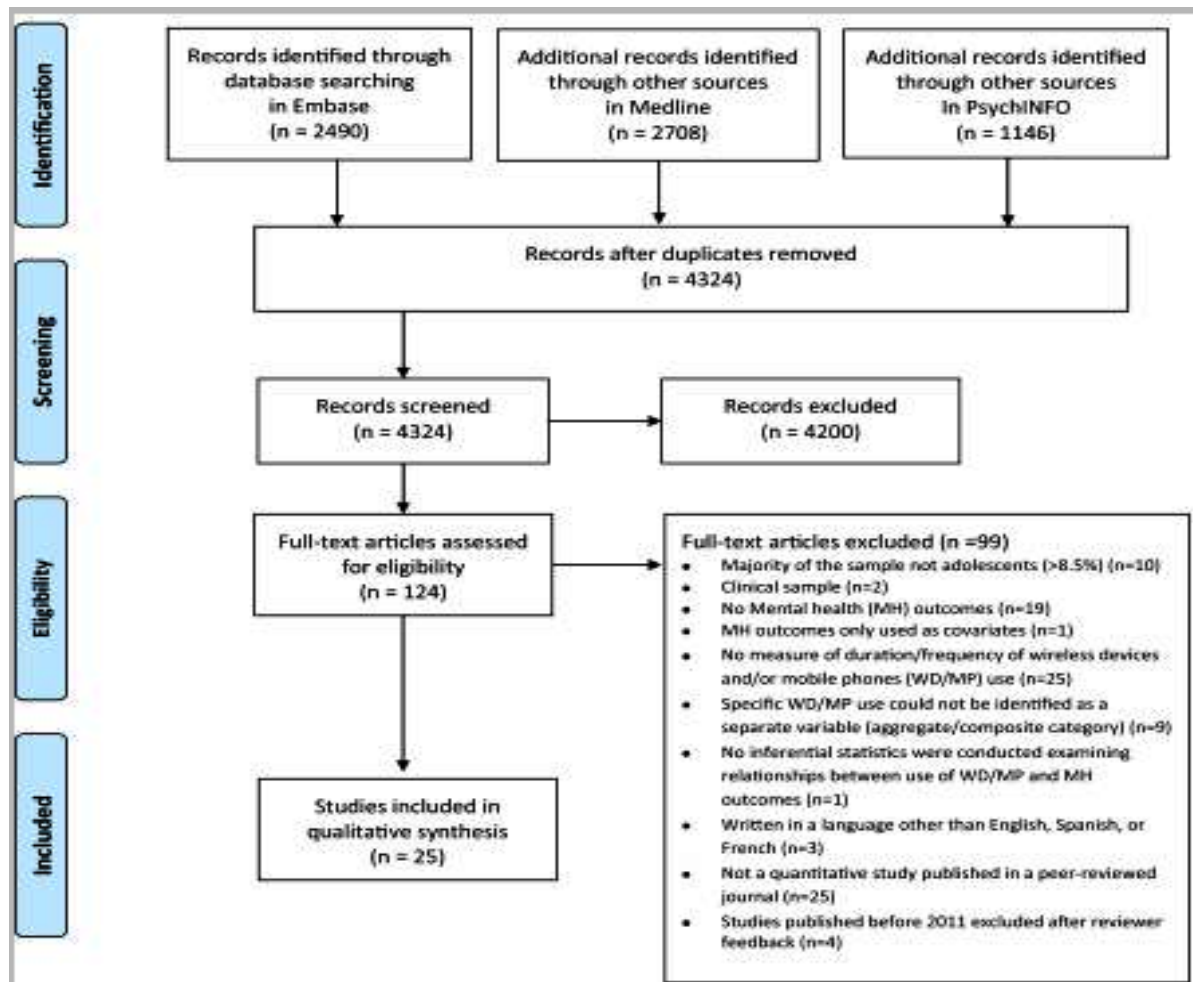 Identification
Records identified through
database searching
in Embase
(n = 2490)
Additional records identified
through other sources
in Medline
(n = 2708)
Additional records identified
through other sources
In PsychINFO
(n = 1146)
Records after duplicates removed
(n = 4324)
Screening
Records screened
(n = 4324)
Records excluded
(n = 4200)
Eligibility
Full-text articles assessed
for eligibility
(n = 124)
Full-text articles excluded (n =99)
• Majority of the sample not adolescents (>8.5%) (n=10)
• Clinical sample (n=2)
• No Mental health (MH) outcomes (n=19)
• MH outcomes only used as covariates (n=1)
• No measure of duration/frequency of wireless devices
and/or mobile phones (WD/MP) use (n=25)
• Specific WD/MP use could not be identified as a
separate variable (aggregate/composite category) (n=9)
• No inferential statistics were conducted examining
relationships between use of WD/MP and MH
outcomes (n=1)
• Written in a language other than English, Spanish, or
French (n=3)
• Not a quantitative study published in a peer-reviewed
journal (n=25)
• Studies published before 2011 excluded after reviewer
feedback (n=4)
Included
Studies included in
qualitative synthesis
(n = 25)